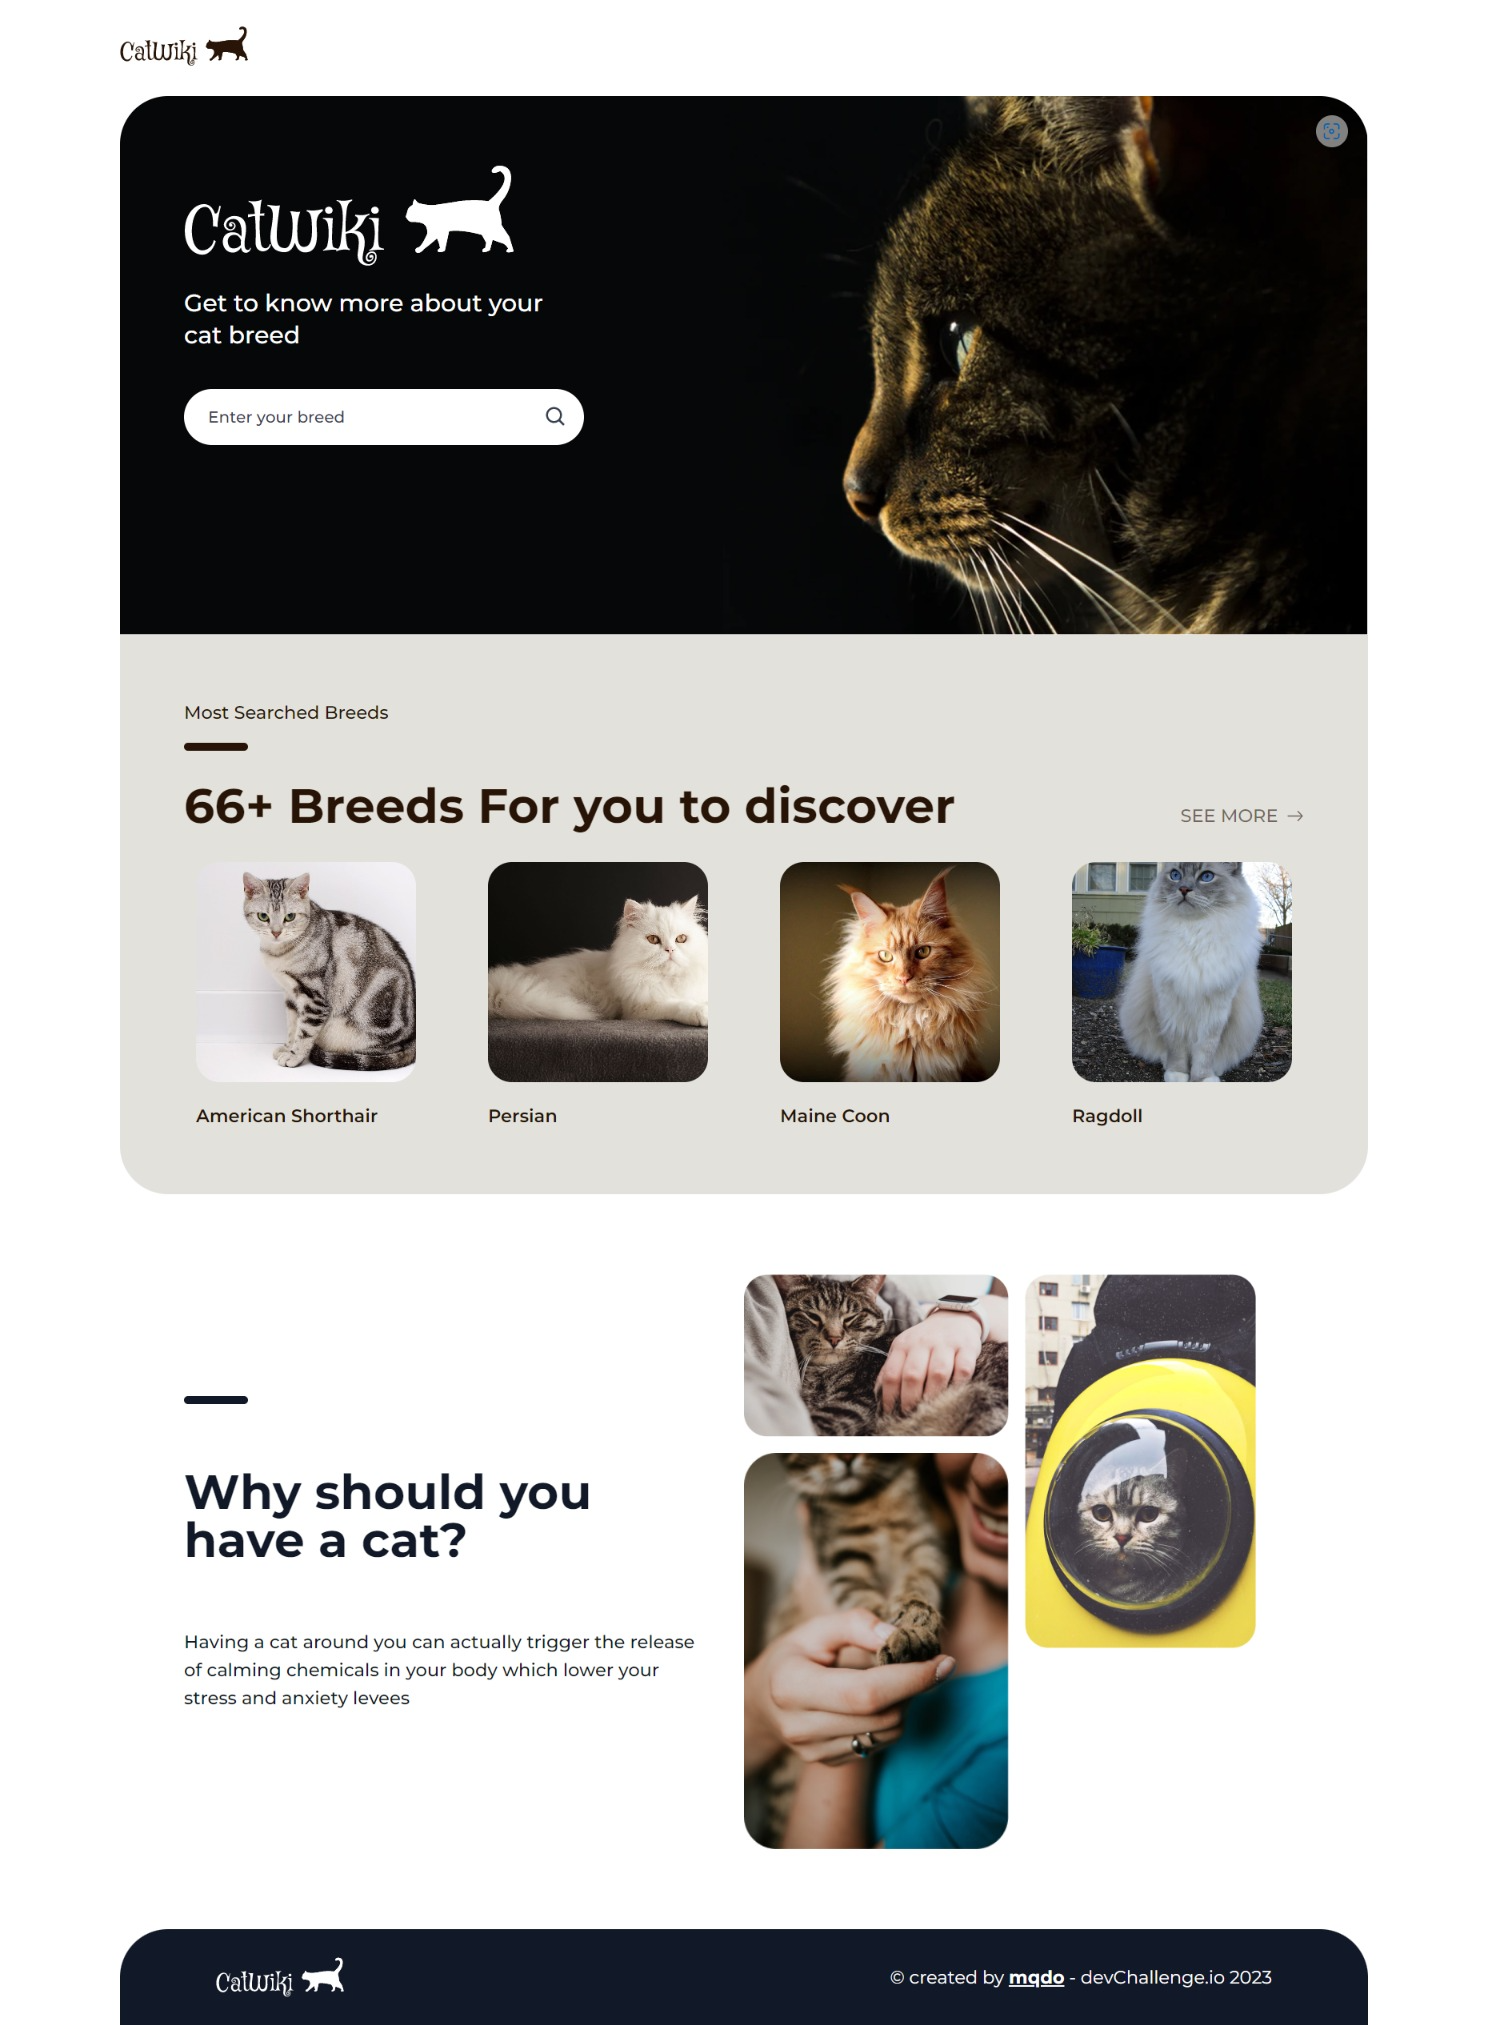 CatWiki
CatWiki
Get to know more about your
cat breed
Enter your breed
Most Searched Breeds
66+ Breeds For you to discover
SEE MORE →
American Shorthair
Persian
Maine Coon
Ragdoll
Why should you
have a cat?
Having a cat around you can actually trigger the release
of calming chemicals in your body which lower your
stress and anxiety levees
CatWiki
© created by mqdo - devChallenge.io 2023